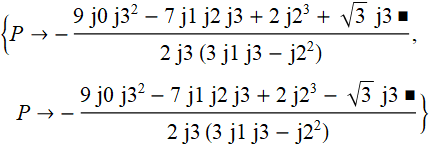 {P → − (9 j0 j3² − 7 j1 j2 j3 + 2 j2³ + √3 j3 ■) / (2 j3 (3 j1 j3 − j2²)),
P → − (9 j0 j3² − 7 j1 j2 j3 + 2 j2³ − √3 j3 ■) / (2 j3 (3 j1 j3 − j2²))}